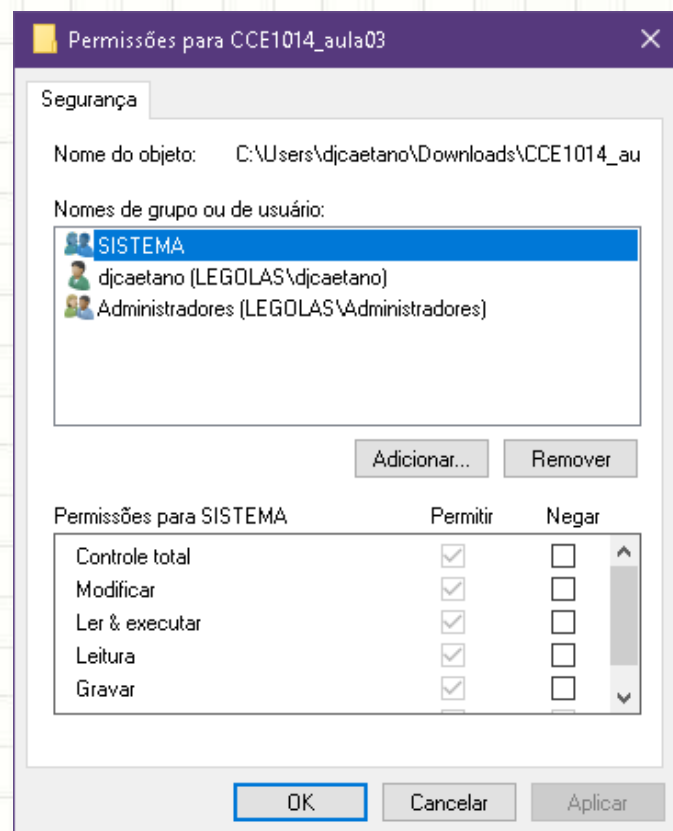 Permissões para CCE1014_aula03
Segurança
Nome do objeto: C:\Users\djcaetano\Downloads\CCE1014_au
Nomes de grupo ou de usuário:
SISTEMA
djcaetano (LEGOLAS\djcaetano)
Administradores (LEGOLAS\Administradores)
Adicionar... Remover
Permissões para SISTEMA Permitir Negar
Controle total
Modificar
Ler & executar
Leitura
Gravar
OK Cancelar Aplicar